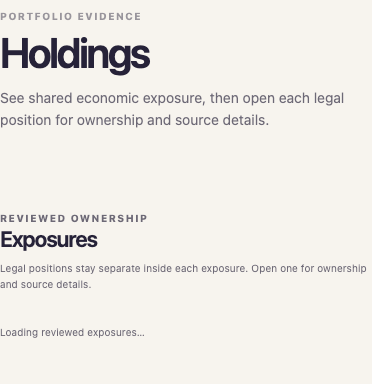 PORTFOLIO EVIDENCE
Holdings
See shared economic exposure, then open each legal
position for ownership and source details.
REVIEWED OWNERSHIP
Exposures
Legal positions stay separate inside each exposure. Open one for ownership
and source details.
Loading reviewed exposures...